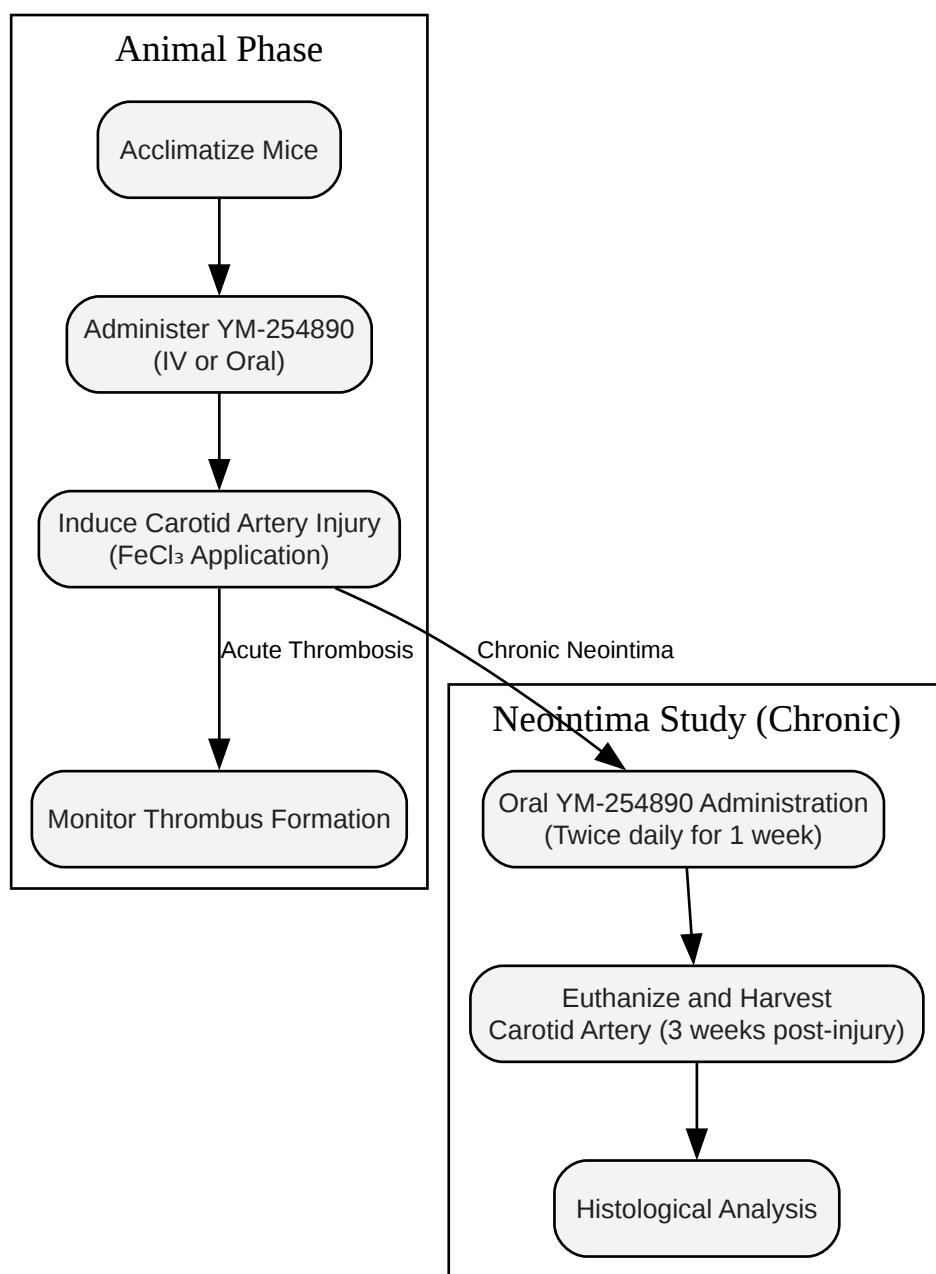 Animal Phase
Acclimatize Mice
Administer YM-254890
(IV or Oral)
Induce Carotid Artery Injury
(FeCl₃ Application)
Acute Thrombosis
Chronic Neointima
Monitor Thrombus Formation
Neointima Study (Chronic)
Oral YM-254890 Administration
(Twice daily for 1 week)
Euthanize and Harvest
Carotid Artery (3 weeks post-injury)
Histological Analysis